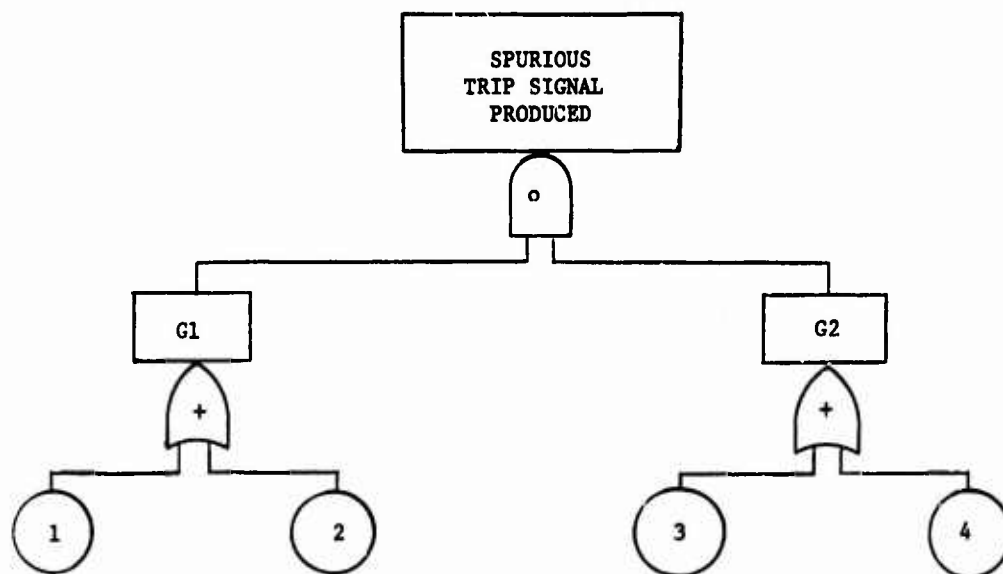 SPURIOUS
TRIP SIGNAL
PRODUCED
o
G1
G2
+
+
1
2
3
4